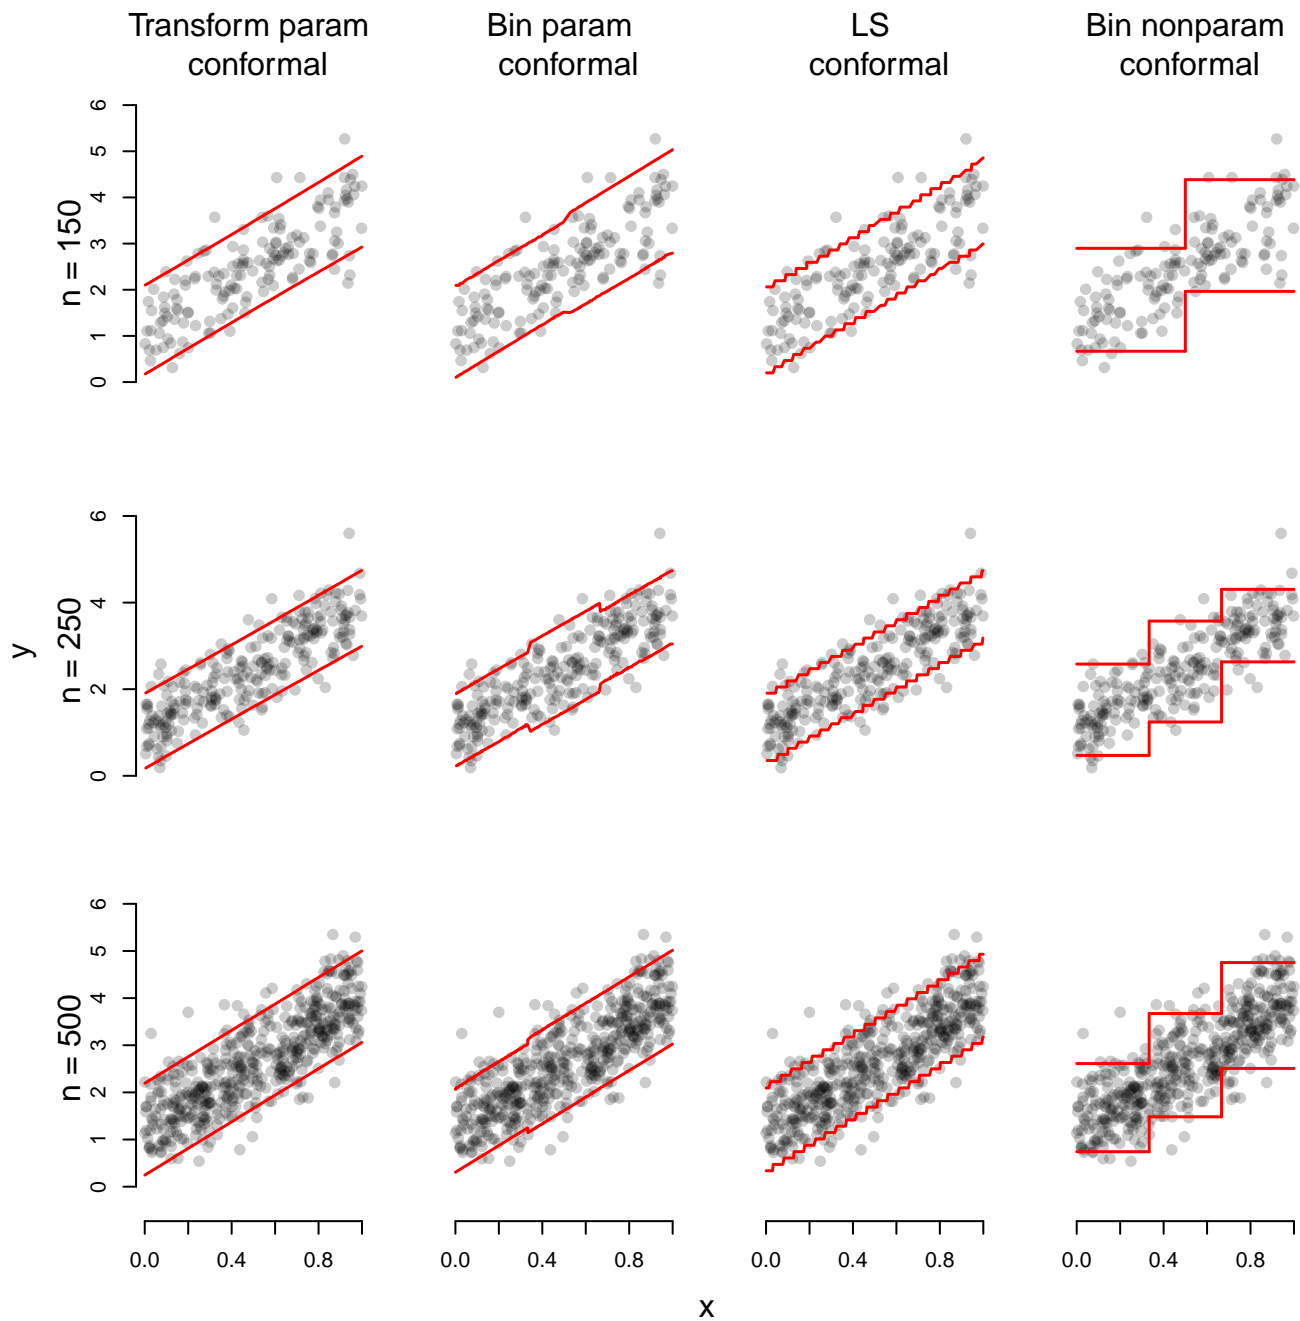 Transform param
conformal
Bin param
conformal
LS
conformal
Bin nonparam
conformal
n = 150
0 1 2 3 4 5 6
y
n = 250
0 2 4 6
n = 500
0 1 2 3 4 5 6
0.0 0.4 0.8
0.0 0.4 0.8
0.0 0.4 0.8
0.0 0.4 0.8
x